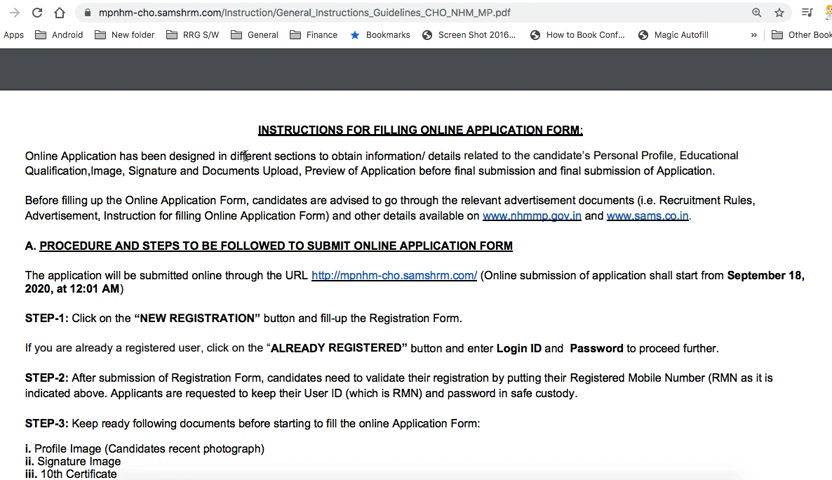 mpnhm-cho.samshrm.com/Instruction/General_Instructions_Guidelines_CHO_NHM_MP.pdf
Apps Android New folder RRG S/W General Finance Bookmarks Screen Shot 2016... How to Book Conf... Magic Autofill » Other Book
INSTRUCTIONS FOR FILLING ONLINE APPLICATION FORM:
Online Application has been designed in different sections to obtain information/ details related to the candidate's Personal Profile, Educational
Qualification,Image, Signature and Documents Upload, Preview of Application before final submission and final submission of Application.
Before filling up the Online Application Form, candidates are advised to go through the relevant advertisement documents (i.e. Recruitment Rules,
Advertisement, Instruction for filling Online Application Form) and other details available on www.nhmmp.gov.in and www.sams.co.in.
A. PROCEDURE AND STEPS TO BE FOLLOWED TO SUBMIT ONLINE APPLICATION FORM
The application will be submitted online through the URL http://mpnhm-cho.samshrm.com/ (Online submission of application shall start from September 18,
2020, at 12:01 AM)
STEP-1: Click on the “NEW REGISTRATION” button and fill-up the Registration Form.
If you are already a registered user, click on the “ALREADY REGISTERED” button and enter Login ID and Password to proceed further.
STEP-2: After submission of Registration Form, candidates need to validate their registration by putting their Registered Mobile Number (RMN as it is
indicated above. Applicants are requested to keep their User ID (which is RMN) and password in safe custody.
STEP-3: Keep ready following documents before starting to fill the online Application Form:
i. Profile Image (Candidates recent photograph)
ii. Signature Image
iii. 10th Certificate